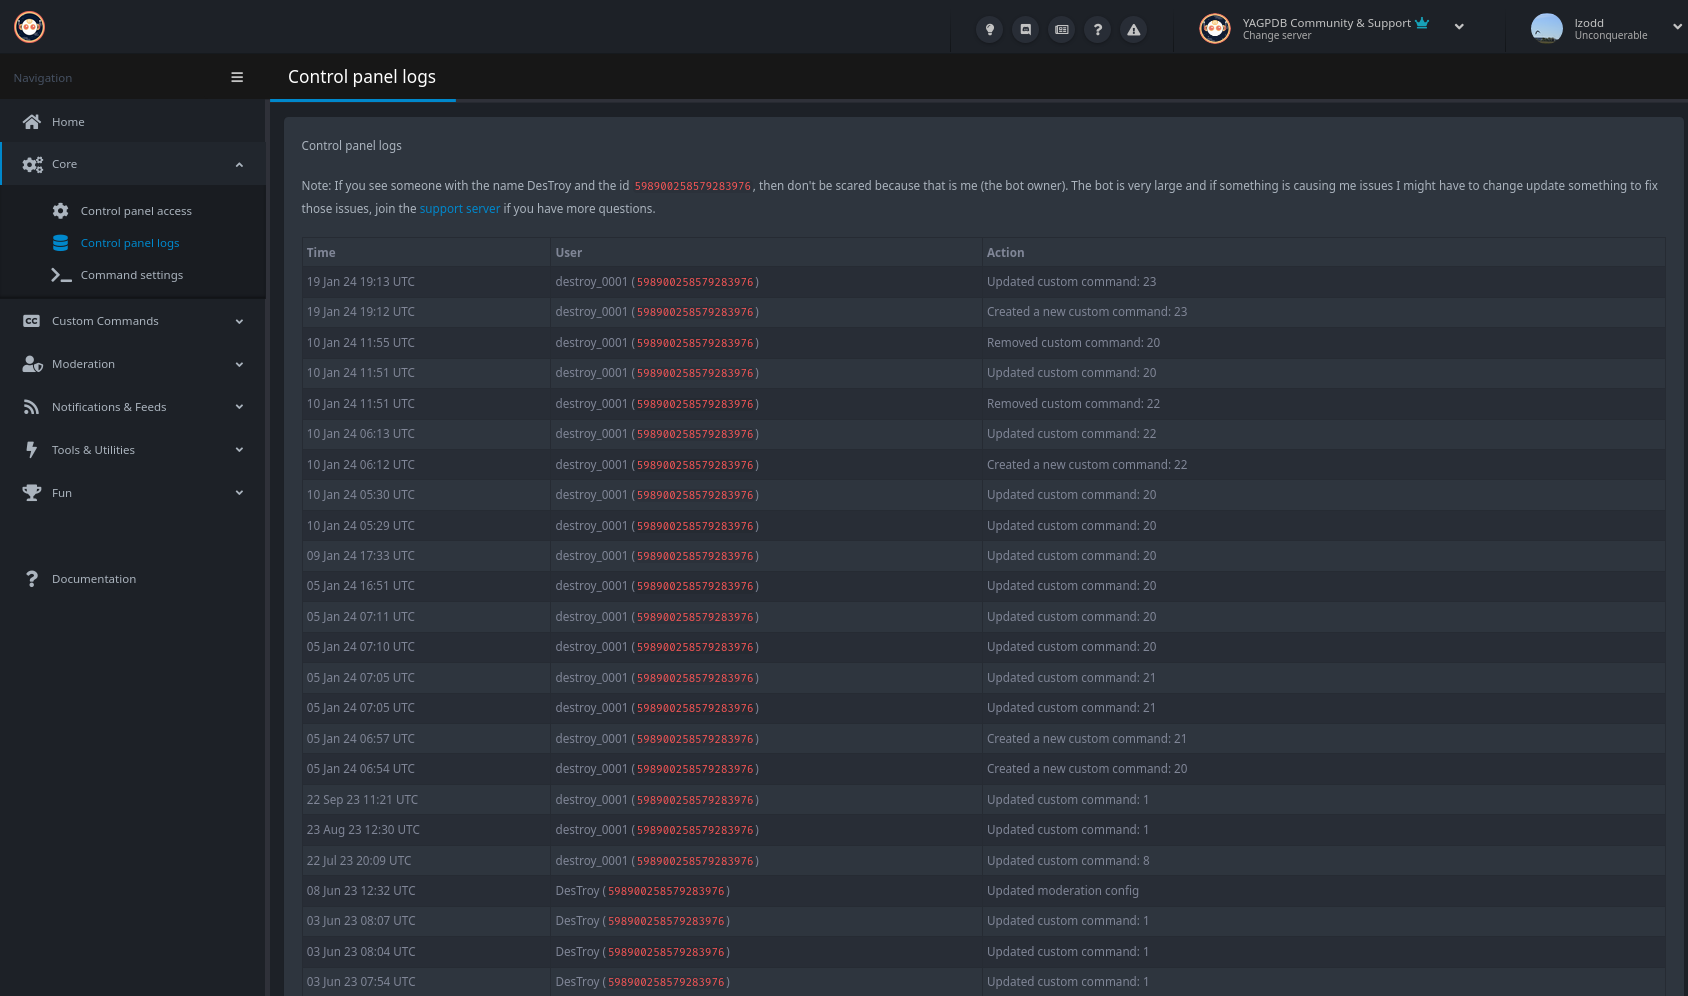 YAGPDB Community & Support
Change server
lzodd
Unconquerable
Navigation
Control panel logs
Home
Core
Control panel access
Control panel logs
Command settings
Custom Commands
Moderation
Notifications & Feeds
Tools & Utilities
Fun
Documentation
Control panel logs
Note: If you see someone with the name DesTroy and the id 598900258579283976, then don't be scared because that is me (the bot owner). The bot is very large and if something is causing me issues I might have to change update something to fix
those issues, join the support server if you have more questions.
Time User Action
19 Jan 24 19:13 UTC destroy_0001 (598900258579283976) Updated custom command: 23
19 Jan 24 19:12 UTC destroy_0001 (598900258579283976) Created a new custom command: 23
10 Jan 24 11:55 UTC destroy_0001 (598900258579283976) Removed custom command: 20
10 Jan 24 11:51 UTC destroy_0001 (598900258579283976) Updated custom command: 20
10 Jan 24 11:51 UTC destroy_0001 (598900258579283976) Removed custom command: 22
10 Jan 24 06:13 UTC destroy_0001 (598900258579283976) Updated custom command: 22
10 Jan 24 06:12 UTC destroy_0001 (598900258579283976) Created a new custom command: 22
10 Jan 24 05:30 UTC destroy_0001 (598900258579283976) Updated custom command: 20
10 Jan 24 05:29 UTC destroy_0001 (598900258579283976) Updated custom command: 20
09 Jan 24 17:33 UTC destroy_0001 (598900258579283976) Updated custom command: 20
05 Jan 24 16:51 UTC destroy_0001 (598900258579283976) Updated custom command: 20
05 Jan 24 07:11 UTC destroy_0001 (598900258579283976) Updated custom command: 20
05 Jan 24 07:10 UTC destroy_0001 (598900258579283976) Updated custom command: 20
05 Jan 24 07:05 UTC destroy_0001 (598900258579283976) Updated custom command: 21
05 Jan 24 07:05 UTC destroy_0001 (598900258579283976) Updated custom command: 21
05 Jan 24 06:57 UTC destroy_0001 (598900258579283976) Created a new custom command: 21
05 Jan 24 06:54 UTC destroy_0001 (598900258579283976) Created a new custom command: 20
22 Sep 23 11:21 UTC destroy_0001 (598900258579283976) Updated custom command: 1
23 Aug 23 12:30 UTC destroy_0001 (598900258579283976) Updated custom command: 1
22 Jul 23 20:09 UTC destroy_0001 (598900258579283976) Updated custom command: 8
08 Jun 23 12:32 UTC DesTroy (598900258579283976) Updated moderation config
03 Jun 23 08:07 UTC DesTroy (598900258579283976) Updated custom command: 1
03 Jun 23 08:04 UTC DesTroy (598900258579283976) Updated custom command: 1
03 Jun 23 07:54 UTC DesTroy (598900258579283976) Updated custom command: 1